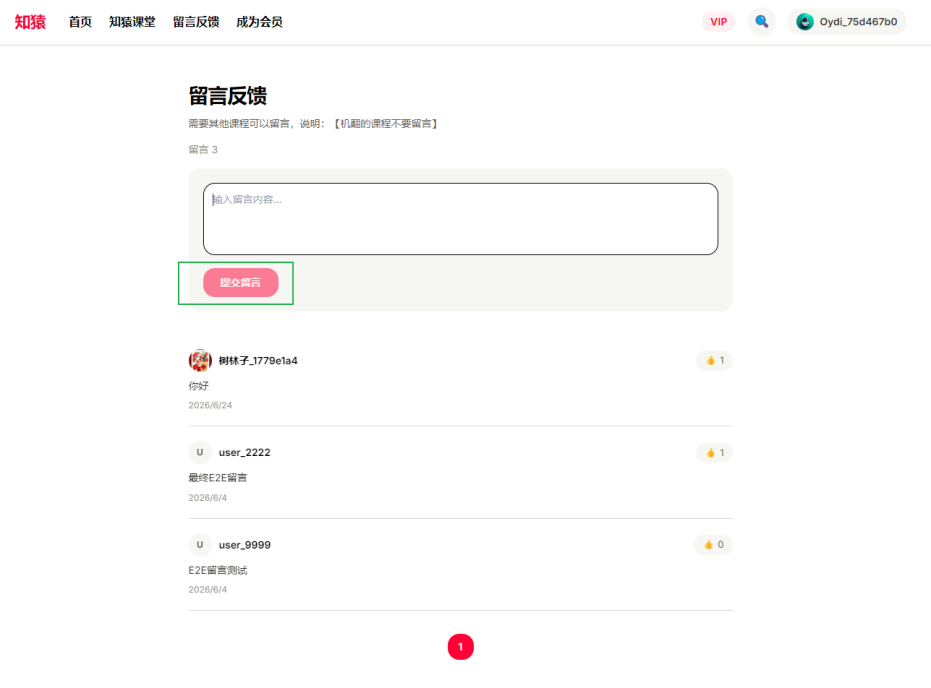 知猿 首页 知猿课堂 留言反馈 成为会员 VIP Oydi_75d467b0
留言反馈
需要其他课程可以留言，说明：【机翻的课程不要留言】
留言 3
输入留言内容...
提交留言
树林子_1779e1a4 1
你好
2026/6/24
U user_2222 1
最终E2E留言
2026/6/4
U user_9999 0
E2E留言测试
2026/6/4
1